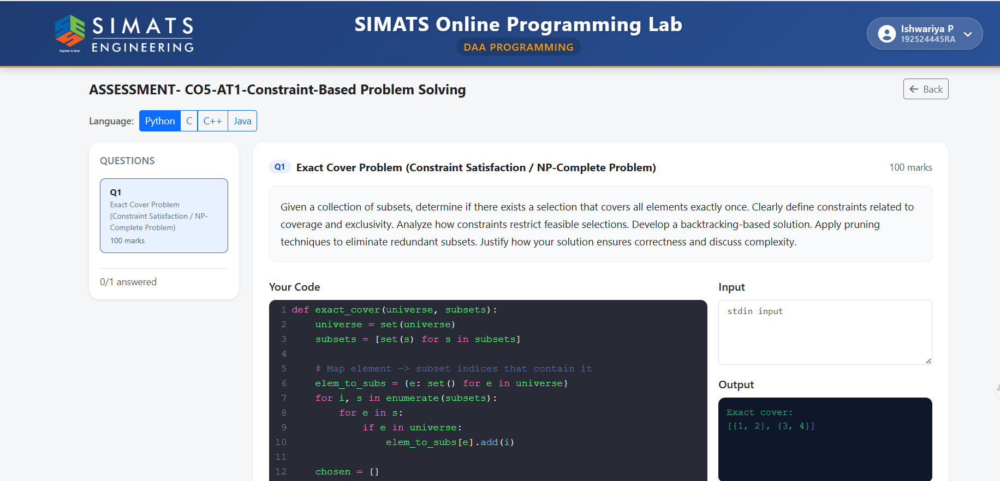 SIMATS
ENGINEERING
Engineer to Excel
SIMATS Online Programming Lab
DAA PROGRAMMING
Ishwariya P
192524445RA
ASSESSMENT- CO5-AT1-Constraint-Based Problem Solving
← Back
Language: Python C C++ Java
QUESTIONS
Q1
Exact Cover Problem
(Constraint Satisfaction / NP-
Complete Problem)
100 marks
0/1 answered
Q1 Exact Cover Problem (Constraint Satisfaction / NP-Complete Problem) 100 marks
Given a collection of subsets, determine if there exists a selection that covers all elements exactly once. Clearly define constraints related to
coverage and exclusivity. Analyze how constraints restrict feasible selections. Develop a backtracking-based solution. Apply pruning
techniques to eliminate redundant subsets. Justify how your solution ensures correctness and discuss complexity.
Your Code
1 def exact_cover(universe, subsets):
2     universe = set(universe)
3     subsets = [set(s) for s in subsets]
4
5     # Map element -> subset indices that contain it
6     elem_to_subs = {e: set() for e in universe}
7     for i, s in enumerate(subsets):
8         for e in s:
9             if e in universe:
10                 elem_to_subs[e].add(i)
11
12     chosen = []
Input
stdin input
Output
Exact cover:
[{1, 2}, {3, 4}]